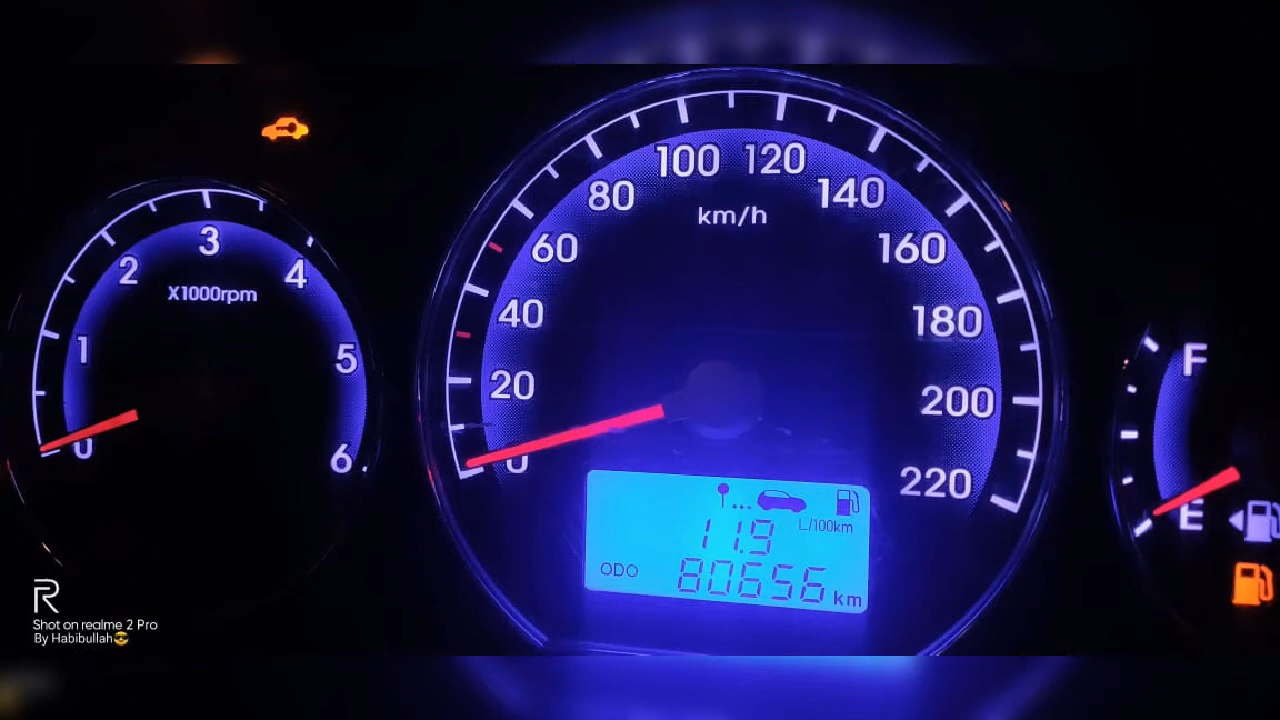 1
2
3
4
5
6
0
X1000rpm
0
20
40
60
80
100
120
140
160
180
200
220
km/h
11.9
L/100km
ODO
80656 km
F
E
R
Shot on realme 2 Pro
By Habibullah😎